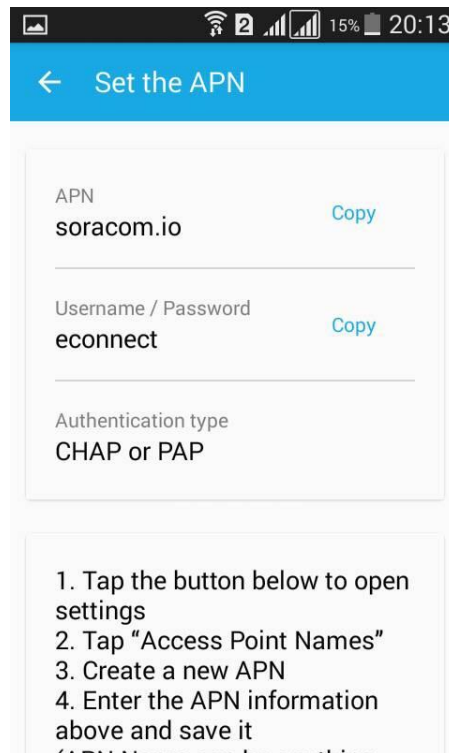 2 15% 20:13
Set the APN
APN
soracom.io
Copy
Username / Password
econnect
Copy
Authentication type
CHAP or PAP
1. Tap the button below to open
settings
2. Tap “Access Point Names”
3. Create a new APN
4. Enter the APN information
above and save it